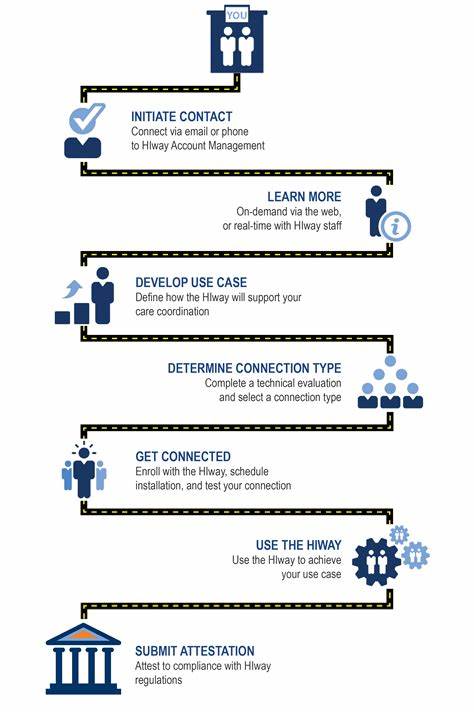 YOU
INITIATE CONTACT
Connect via email or phone
to HIway Account Management
LEARN MORE
On-demand via the web,
or real-time with HIway staff
i
DEVELOP USE CASE
Define how the HIway will support your
care coordination
DETERMINE CONNECTION TYPE
Complete a technical evaluation
and select a connection type
GET CONNECTED
Enroll with the HIway, schedule
installation, and test your connection
USE THE HIWAY
Use the HIway to achieve
your use case
SUBMIT ATTESTATION
Attest to compliance with HIway
regulations